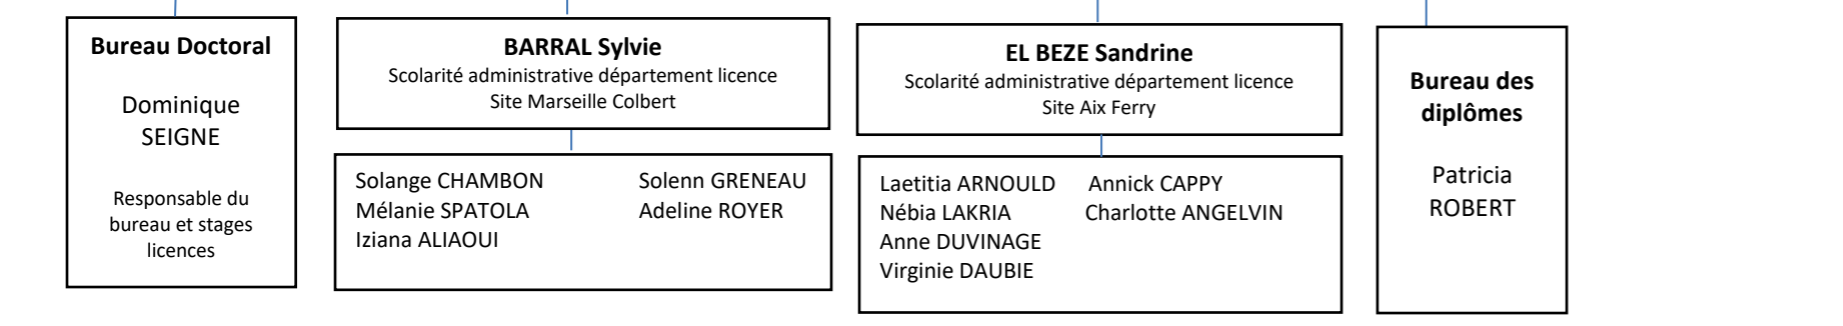 Bureau Doctoral
Dominique
SEIGNE
Responsable du
bureau et stages
licences
BARRAL Sylvie
Scolarité administrative département licence
Site Marseille Colbert
Solange CHAMBON
Mélanie SPATOLA
Iziana ALIAOUI
Solenn GRENEAU
Adeline ROYER
EL BEZE Sandrine
Scolarité administrative département licence
Site Aix Ferry
Laetitia ARNOULD
Nébia LAKRIA
Anne DUVINAGE
Virginie DAUBIE
Annick CAPPY
Charlotte ANGELVIN
Bureau des
diplômes
Patricia
ROBERT